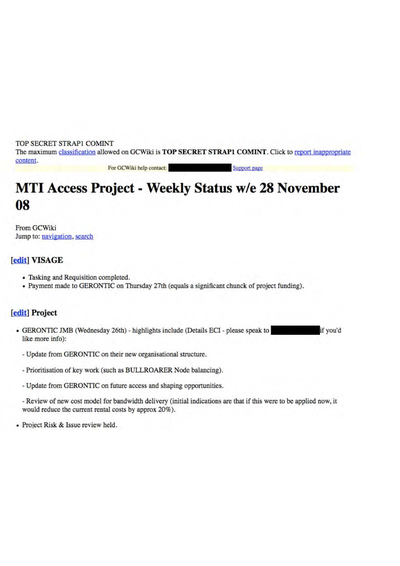 TOP SECRET STRAP1 COMINT
The maximum classification allowed on GCWiki is TOP SECRET STRAP1 COMINT. Click to report inappropriate
content.
For GCWiki help contact: Support page
MTI Access Project - Weekly Status w/e 28 November
08
From GCWiki
Jump to: navigation, search
[edit] VISAGE
• Tasking and Requisition completed.
• Payment made to GERONTIC on Thursday 27th (equals a significant chunck of project funding).
[edit] Project
• GERONTIC JMB (Wednesday 26th) - highlights include (Details ECI - please speak to if you'd
like more info):
- Update from GERONTIC on their new organisational structure.
- Prioritisation of key work (such as BULLROARER Node balancing).
- Update from GERONTIC on future access and shaping opportunities.
- Review of new cost model for bandwidth delivery (initial indications are that if this were to be applied now, it
would reduce the current rental costs by approx 20%).
• Project Risk & Issue review held.